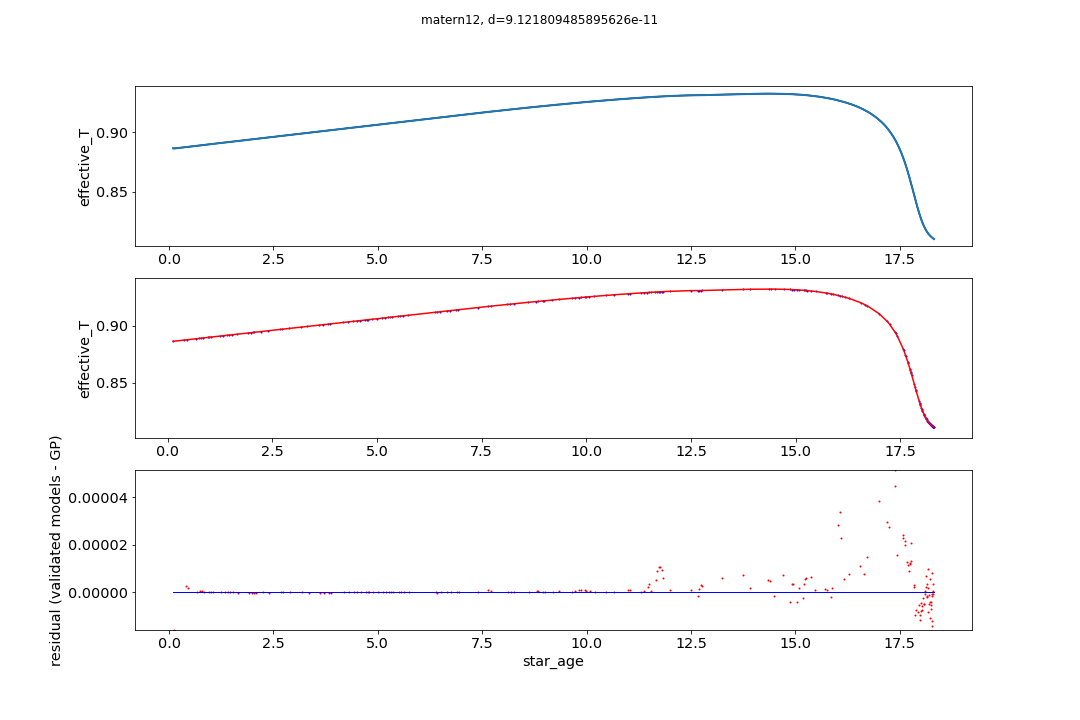 matern12, d=9.121809485895626e-11
effective_T
0.90
0.85
0.0 2.5 5.0 7.5 10.0 12.5 15.0 17.5
effective_T
0.90
0.85
0.0 2.5 5.0 7.5 10.0 12.5 15.0 17.5
residual (validated models - GP)
0.00004
0.00002
0.00000
0.0 2.5 5.0 7.5 10.0 12.5 15.0 17.5
star_age